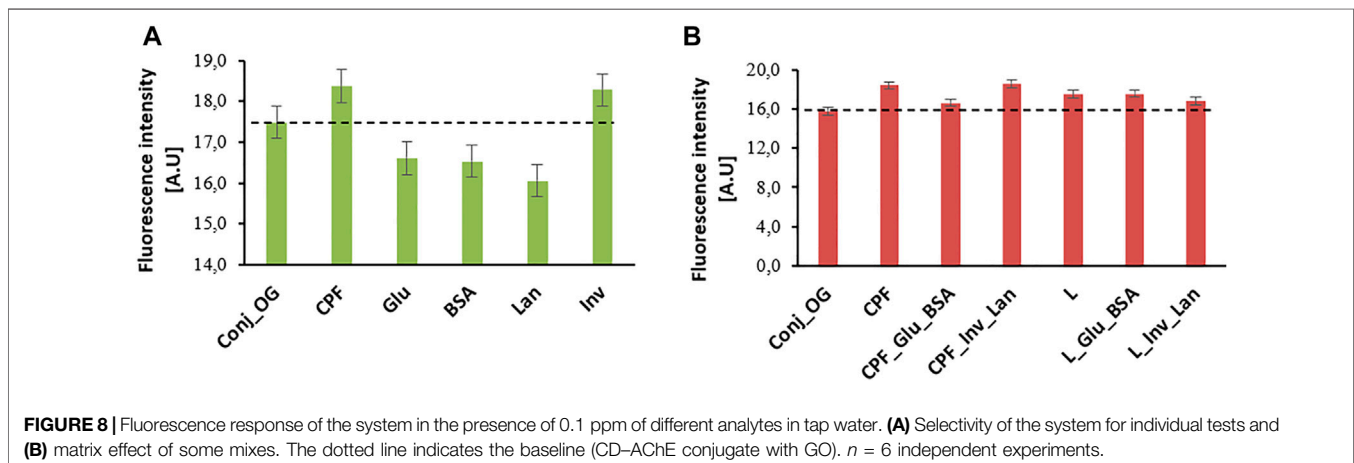 A
Fluorescence intensity
[A.U]
19,0
18,0
17,0
16,0
15,0
14,0
Conj_OG
CPF
Glu
BSA
Lan
Inv
B
Fluorescence intensity
[A.U]
20,0
16,0
12,0
8,0
4,0
0,0
Conj_OG
CPF
CPF_Glu_BSA
CPF_Inv_Lan
L
L_Glu_BSA
L_Inv_Lan
FIGURE 8 | Fluorescence response of the system in the presence of 0.1 ppm of different analytes in tap water. (A) Selectivity of the system for individual tests and
(B) matrix effect of some mixes. The dotted line indicates the baseline (CD–AChE conjugate with GO). n = 6 independent experiments.